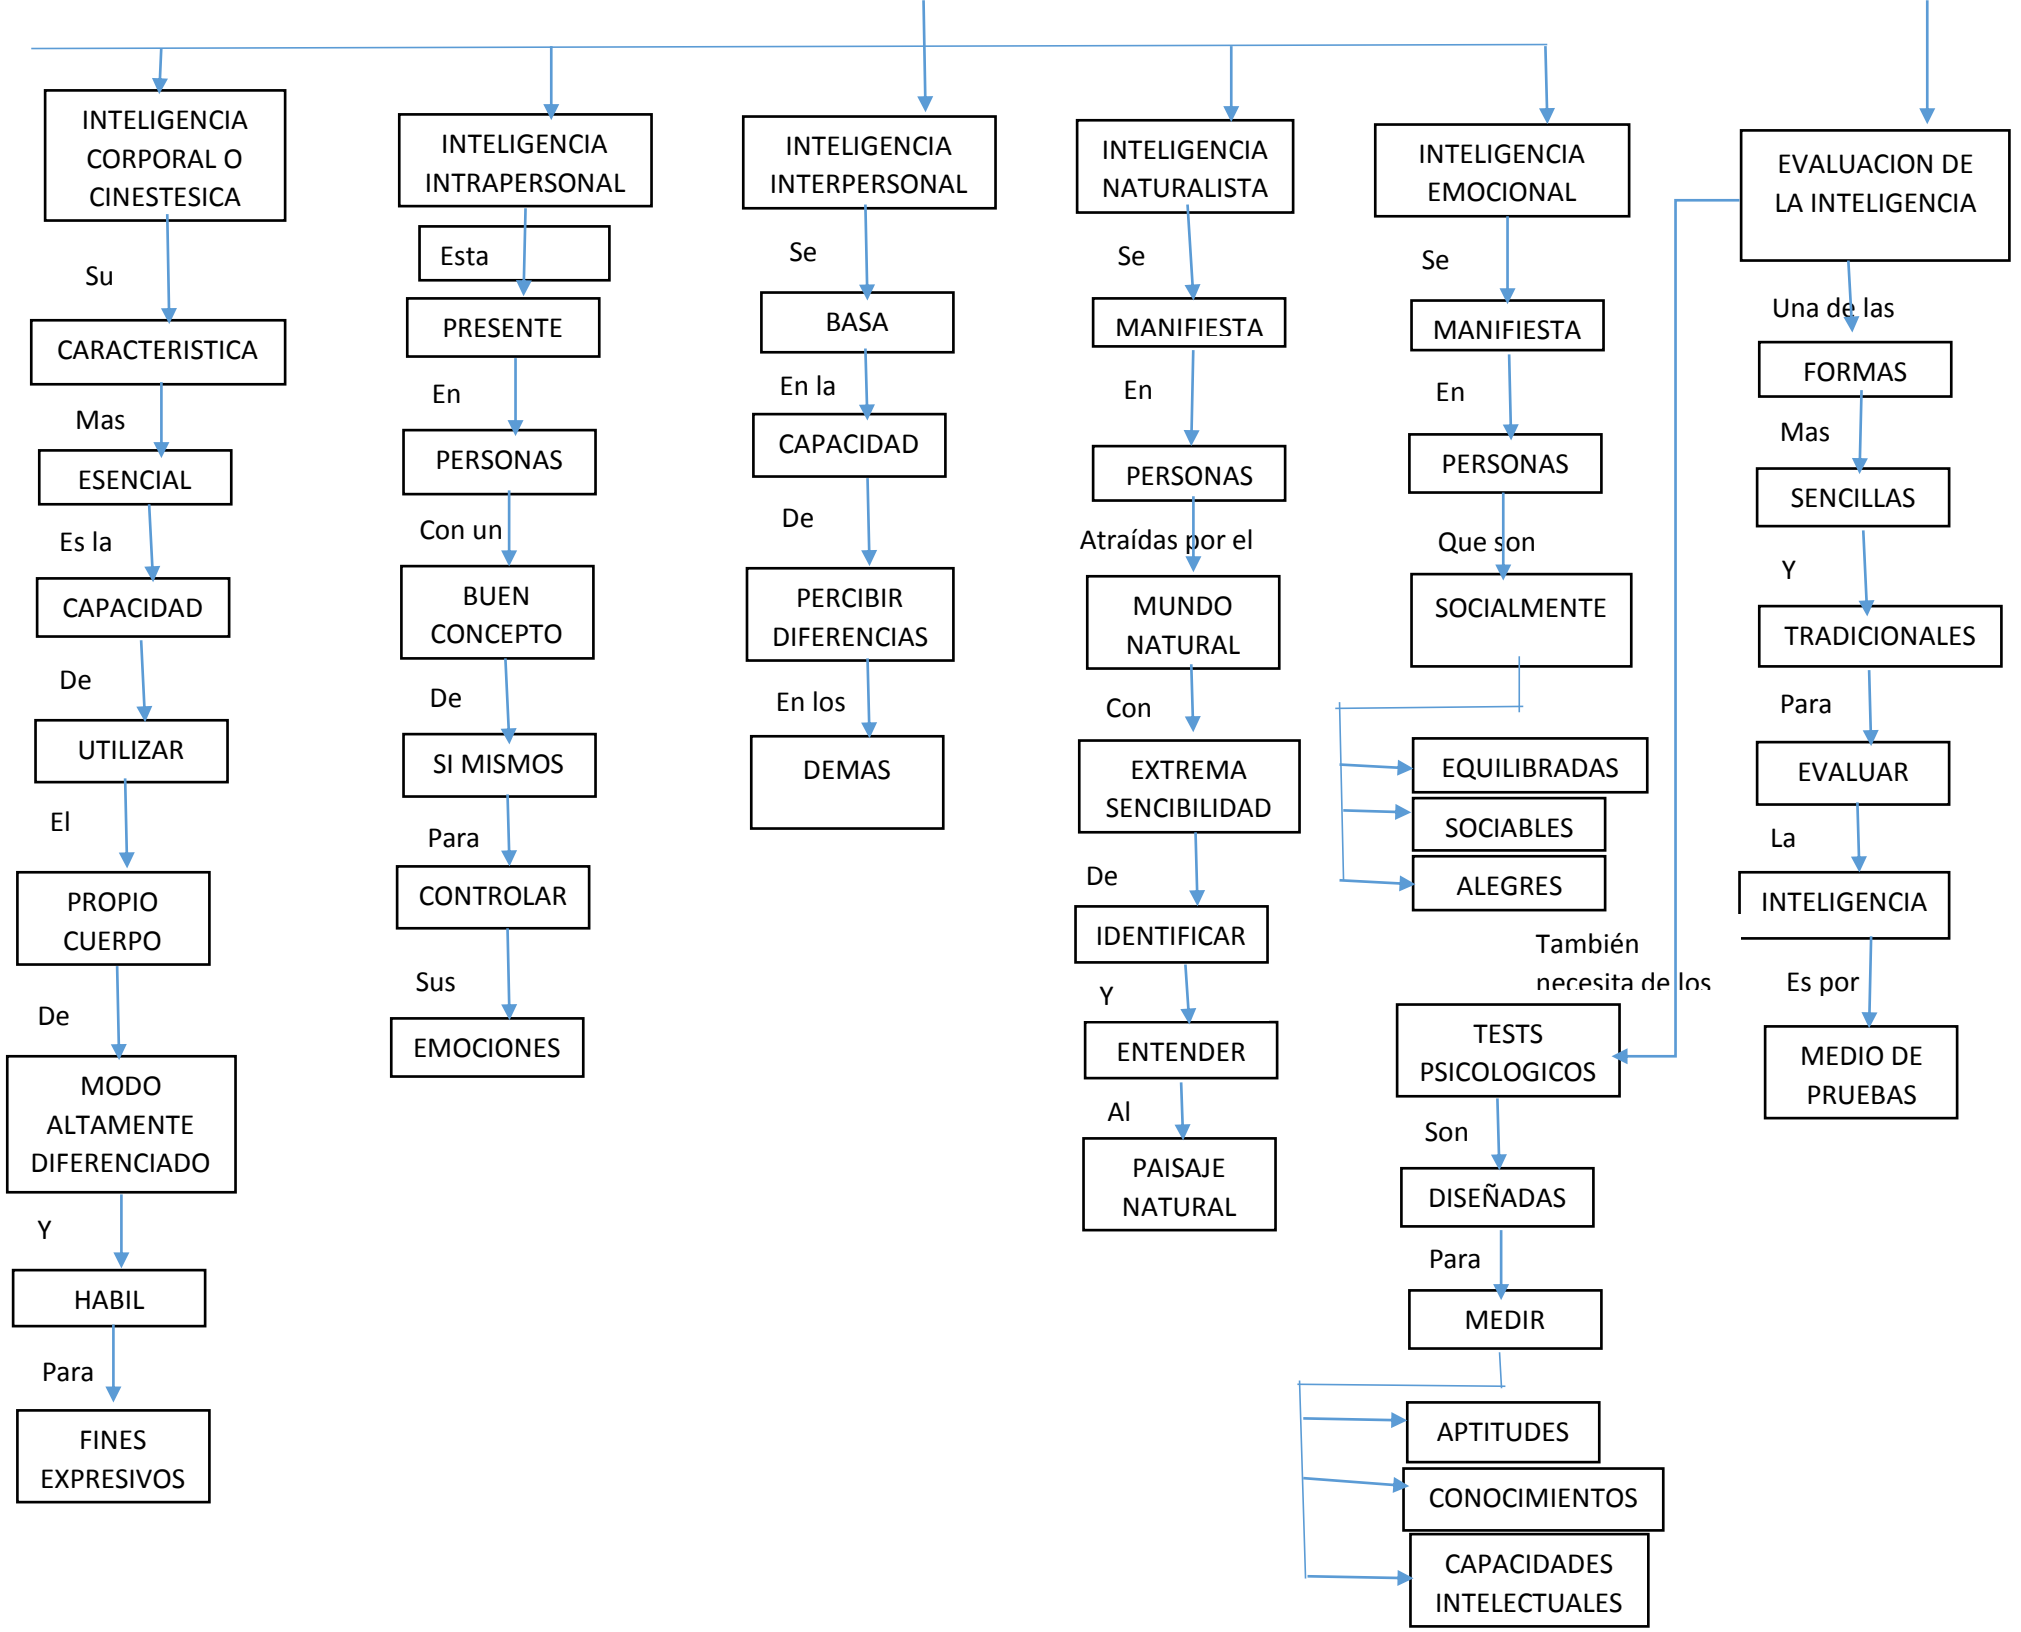 INTELIGENCIA
CORPORAL O
CINESTESICA
Su
CARACTERISTICA
Mas
ESENCIAL
Es la
CAPACIDAD
De
UTILIZAR
El
PROPIO
CUERPO
De
MODO
ALTAMENTE
DIFERENCIADO
Y
HABIL
Para
FINES
EXPRESIVOS
INTELIGENCIA
INTRAPERSONAL
Esta
PRESENTE
En
PERSONAS
Con un
BUEN
CONCEPTO
De
SI MISMOS
Para
CONTROLAR
Sus
EMOCIONES
INTELIGENCIA
INTERPERSONAL
Se
BASA
En la
CAPACIDAD
De
PERCIBIR
DIFERENCIAS
En los
DEMAS
INTELIGENCIA
NATURALISTA
Se
MANIFIESTA
En
PERSONAS
Atraídas por el
MUNDO
NATURAL
Con
EXTREMA
SENCIBILIDAD
De
IDENTIFICAR
Y
ENTENDER
Al
PAISAJE
NATURAL
INTELIGENCIA
EMOCIONAL
Se
MANIFIESTA
En
PERSONAS
Que son
SOCIALMENTE
EQUILIBRADAS
SOCIABLES
ALEGRES
EVALUACION DE
LA INTELIGENCIA
Una de las
FORMAS
Mas
SENCILLAS
Y
TRADICIONALES
Para
EVALUAR
La
INTELIGENCIA
Es por
MEDIO DE
PRUEBAS
También
necesita de los
TESTS
PSICOLOGICOS
Son
DISEÑADAS
Para
MEDIR
APTITUDES
CONOCIMIENTOS
CAPACIDADES
INTELECTUALES